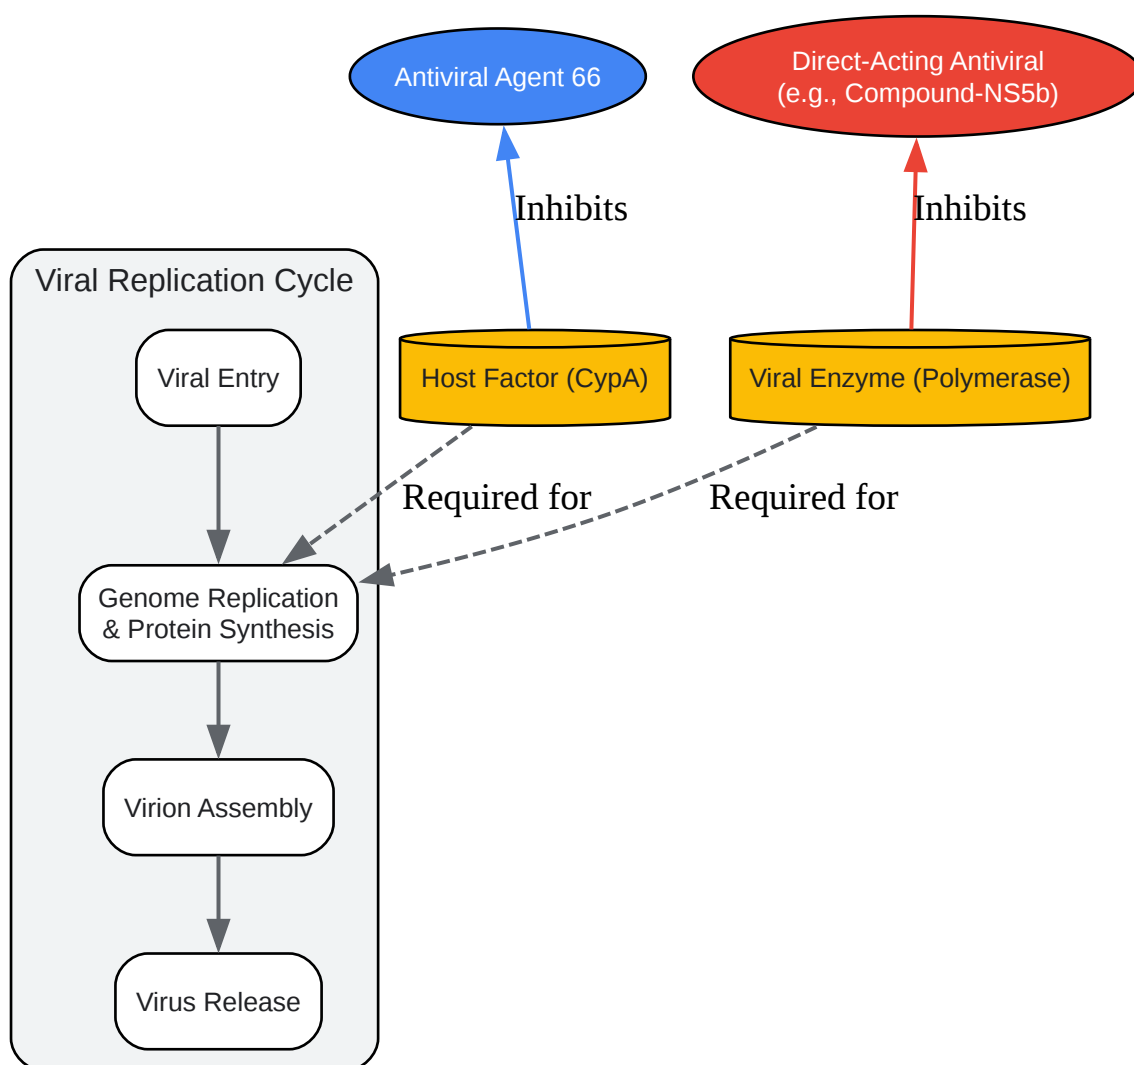 Antiviral Agent 66
Direct-Acting Antiviral
(e.g., Compound-NS5b)
Inhibits
Inhibits
Viral Replication Cycle
Viral Entry
Host Factor (CypA)
Viral Enzyme (Polymerase)
Required for
Required for
Genome Replication
& Protein Synthesis
Virion Assembly
Virus Release